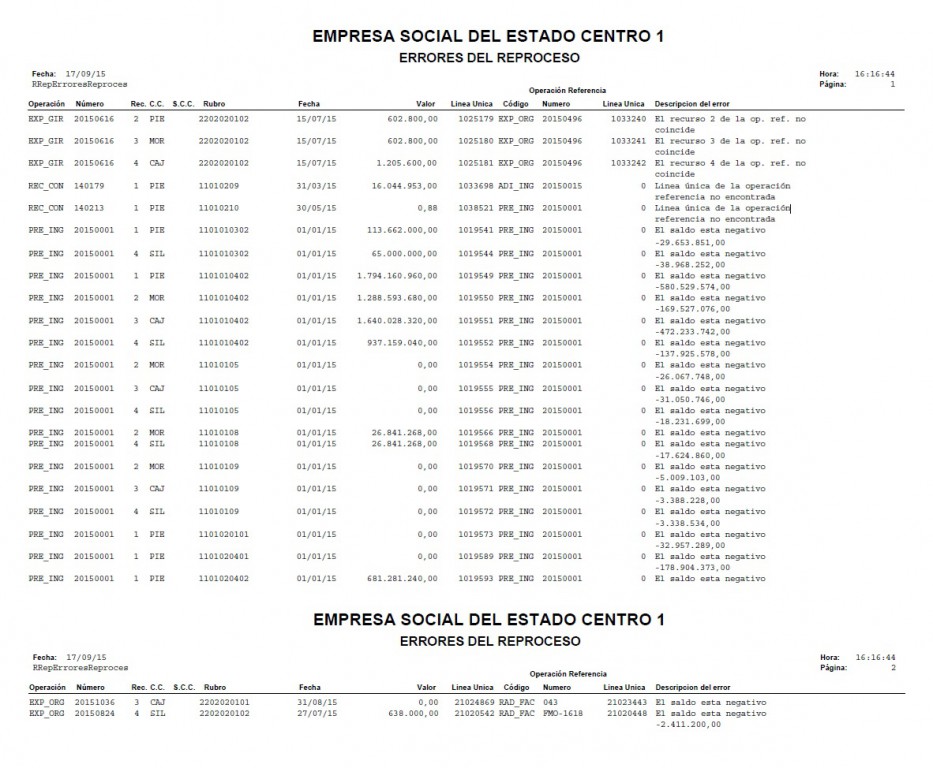 EMPRESA SOCIAL DEL ESTADO CENTRO 1
ERRORES DEL REPROCESO
Fecha: 17/09/15 Hora: 16:16:44
RRepErroresReproces Página: 1
Operación Referencia
Operación Número Rec. C.C. S.C.C. Rubro Fecha Valor Linea Unica Código Numero Linea Unica Descripcion del error
EXP_GIR 20150616 2 PIE 2202020102 15/07/15 602.800,00 1025179 EXP_ORG 20150496 1033240 El recurso 2 de la op. ref. no
coincide
EXP_GIR 20150616 3 MOR 2202020102 15/07/15 602.800,00 1025180 EXP_ORG 20150496 1033241 El recurso 3 de la op. ref. no
coincide
EXP_GIR 20150616 4 CAJ 2202020102 15/07/15 1.205.600,00 1025181 EXP_ORG 20150496 1033242 El recurso 4 de la op. ref. no
coincide
REC_CON 140179 1 PIE 11010209 31/03/15 16.044.953,00 1033698 ADI_ING 20150015 0 Linea única de la operación
referencia no encontrada
REC_CON 140213 1 PIE 11010210 30/05/15 0,88 1038521 PRE_ING 20150001 0 Linea única de la operación
referencia no encontrada
PRE_ING 20150001 1 PIE 1101010302 01/01/15 113.662.000,00 1019541 PRE_ING 20150001 0 El saldo esta negativo
-29.653.851,00
PRE_ING 20150001 4 SIL 1101010302 01/01/15 65.000.000,00 1019544 PRE_ING 20150001 0 El saldo esta negativo
-38.968.252,00
PRE_ING 20150001 1 PIE 1101010402 01/01/15 1.794.160.960,00 1019549 PRE_ING 20150001 0 El saldo esta negativo
-580.529.574,00
PRE_ING 20150001 2 MOR 1101010402 01/01/15 1.288.593.680,00 1019550 PRE_ING 20150001 0 El saldo esta negativo
-169.527.076,00
PRE_ING 20150001 3 CAJ 1101010402 01/01/15 1.640.028.320,00 1019551 PRE_ING 20150001 0 El saldo esta negativo
-472.233.742,00
PRE_ING 20150001 4 SIL 1101010402 01/01/15 937.159.040,00 1019552 PRE_ING 20150001 0 El saldo esta negativo
-137.925.578,00
PRE_ING 20150001 2 MOR 11010105 01/01/15 0,00 1019554 PRE_ING 20150001 0 El saldo esta negativo
-26.067.748,00
PRE_ING 20150001 3 CAJ 11010105 01/01/15 0,00 1019555 PRE_ING 20150001 0 El saldo esta negativo
-31.050.746,00
PRE_ING 20150001 4 SIL 11010105 01/01/15 0,00 1019556 PRE_ING 20150001 0 El saldo esta negativo
-18.231.699,00
PRE_ING 20150001 2 MOR 11010108 01/01/15 26.841.268,00 1019566 PRE_ING 20150001 0 El saldo esta negativo
PRE_ING 20150001 4 SIL 11010108 01/01/15 26.841.268,00 1019568 PRE_ING 20150001 0 El saldo esta negativo
-17.624.860,00
PRE_ING 20150001 2 MOR 11010109 01/01/15 0,00 1019570 PRE_ING 20150001 0 El saldo esta negativo
-5.009.103,00
PRE_ING 20150001 3 CAJ 11010109 01/01/15 0,00 1019571 PRE_ING 20150001 0 El saldo esta negativo
-3.388.228,00
PRE_ING 20150001 4 SIL 11010109 01/01/15 0,00 1019572 PRE_ING 20150001 0 El saldo esta negativo
-3.338.534,00
PRE_ING 20150001 1 PIE 1101020101 01/01/15 0,00 1019573 PRE_ING 20150001 0 El saldo esta negativo
-32.957.289,00
PRE_ING 20150001 1 PIE 1101020401 01/01/15 0,00 1019589 PRE_ING 20150001 0 El saldo esta negativo
-178.904.373,00
PRE_ING 20150001 1 PIE 1101020402 01/01/15 681.281.240,00 1019593 PRE_ING 20150001 0 El saldo esta negativo
EMPRESA SOCIAL DEL ESTADO CENTRO 1
ERRORES DEL REPROCESO
Fecha: 17/09/15 Hora: 16:16:44
RRepErroresReproces Página: 2
Operación Referencia
Operación Número Rec. C.C. S.C.C. Rubro Fecha Valor Linea Unica Código Numero Linea Unica Descripcion del error
EXP_ORG 20151036 3 CAJ 2202020101 31/08/15 0,00 21024869 RAD_FAC 043 21023443 El saldo esta negativo
EXP_ORG 20150824 4 SIL 2202020102 27/07/15 638.000,00 21020542 RAD_FAC FMO-1618 21020448 El saldo esta negativo
-2.411.200,00